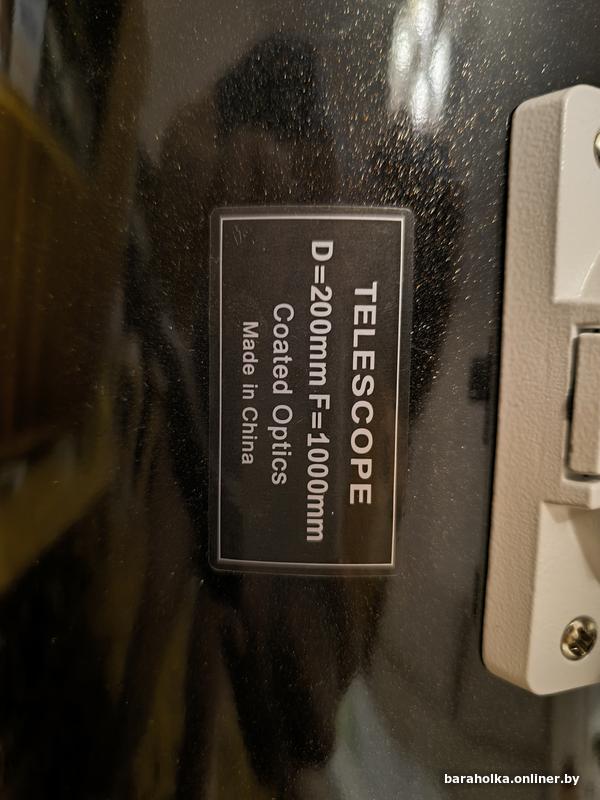 TELESCOPE
D=200mm F=1000mm
Coated Optics
Made in China
baraholka.onliner.by